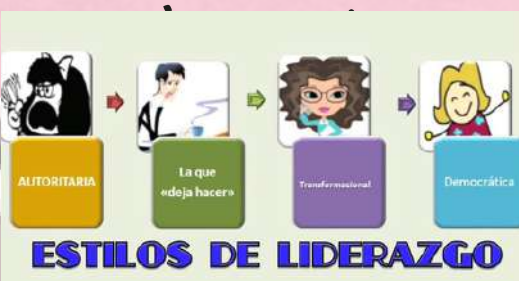 AUTORITARIA
La que
«deja hacer»
Transformacional
Democrática
ESTILOS DE LIDERAZGO